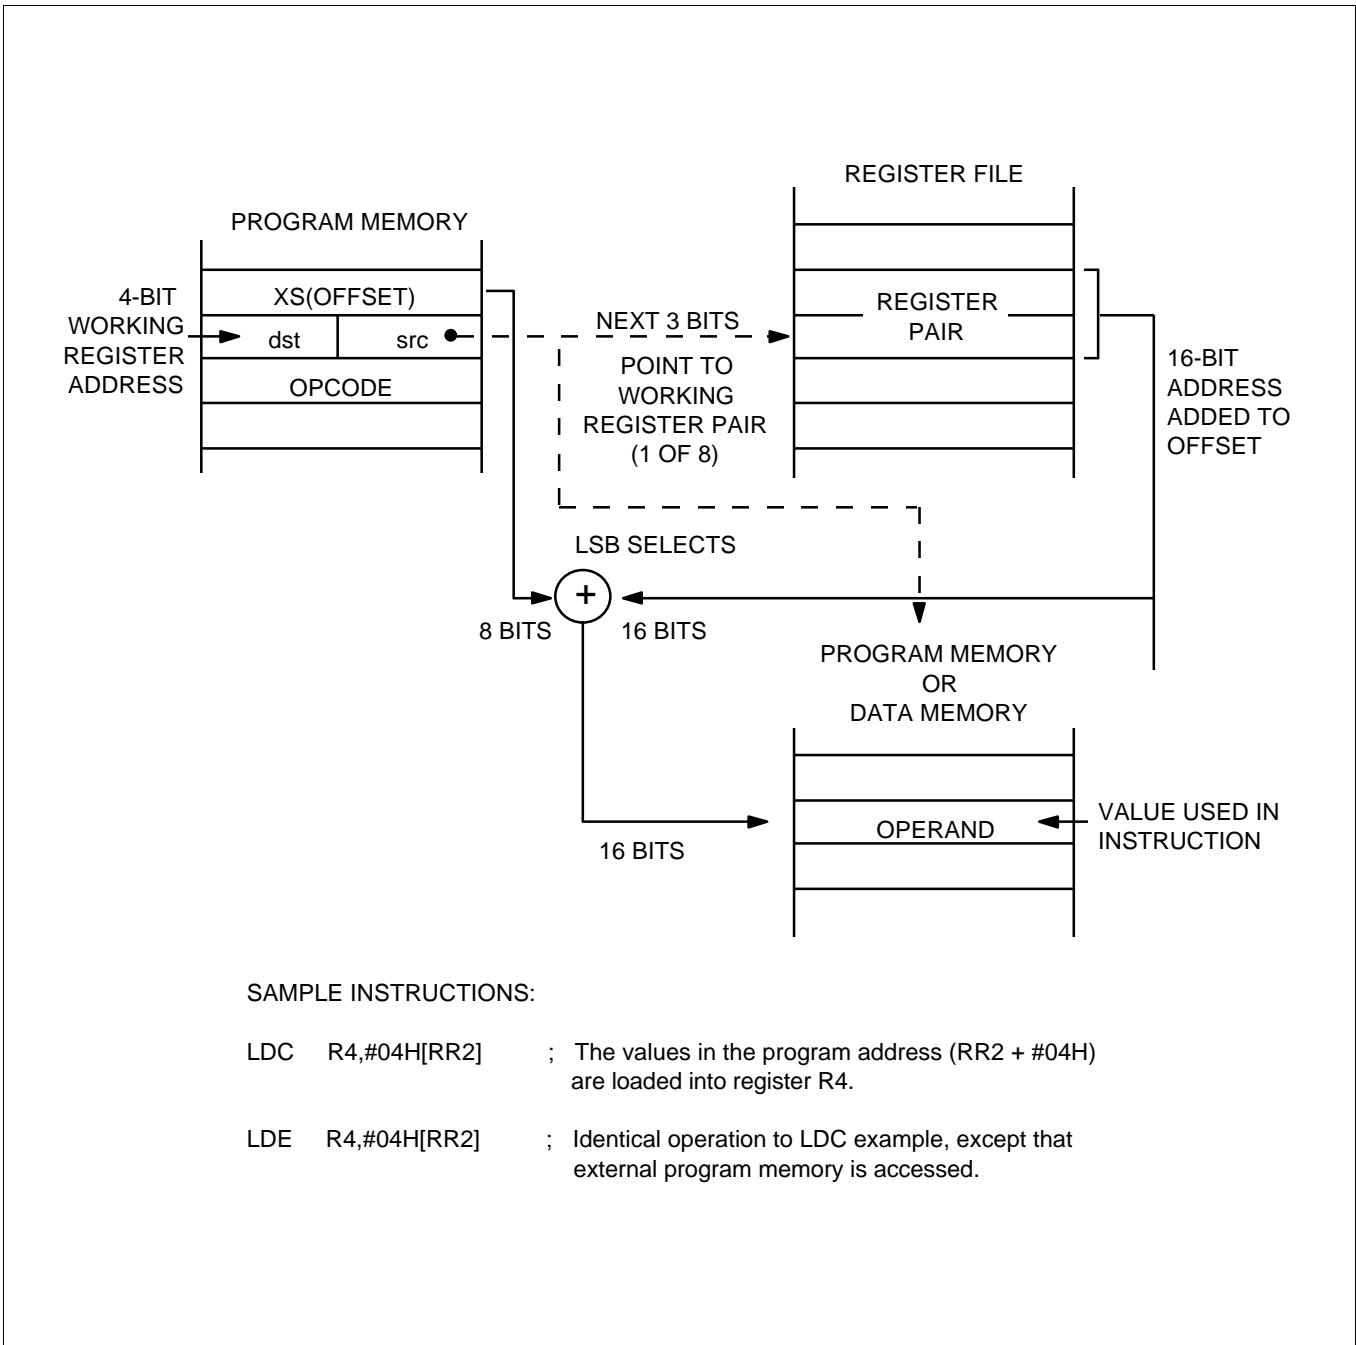 REGISTER FILE
PROGRAM MEMORY
4-BIT
WORKING
REGISTER
ADDRESS
XS(OFFSET)
dst
src
OPCODE
NEXT 3 BITS
POINT TO
WORKING
REGISTER PAIR
(1 OF 8)
REGISTER
PAIR
16-BIT
ADDRESS
ADDED TO
OFFSET
LSB SELECTS
+
8 BITS
16 BITS
PROGRAM MEMORY
OR
DATA MEMORY
16 BITS
OPERAND
VALUE USED IN
INSTRUCTION
SAMPLE INSTRUCTIONS:
LDC R4,#04H[RR2] ; The values in the program address (RR2 + #04H)
are loaded into register R4.
LDE R4,#04H[RR2] ; Identical operation to LDC example, except that
external program memory is accessed.